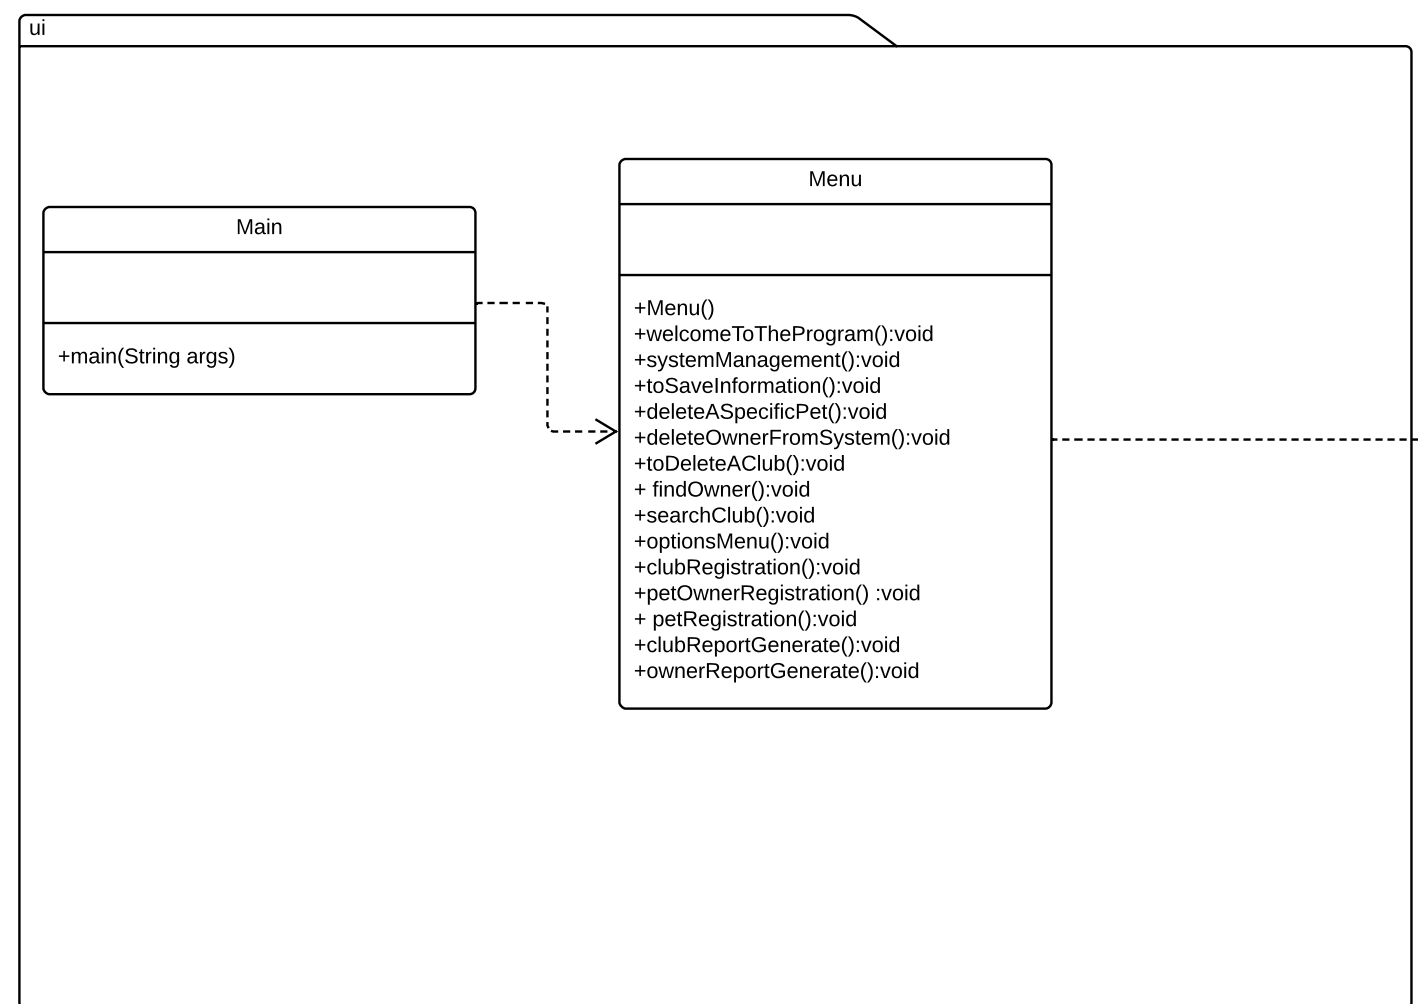 ui
Menu
Main
+Menu()
+welcomeToTheProgram():void
+systemManagement():void
+main(String args)
+toSaveInformation():void
+deleteASpecificPet():void
+deleteOwnerFromSystem():void
+toDeleteAClub():void
+ findOwner():void
+searchClub():void
+optionsMenu():void
+clubRegistration():void
+petOwnerRegistration() :void
+ petRegistration():void
+clubReportGenerate():void
+ownerReportGenerate():void